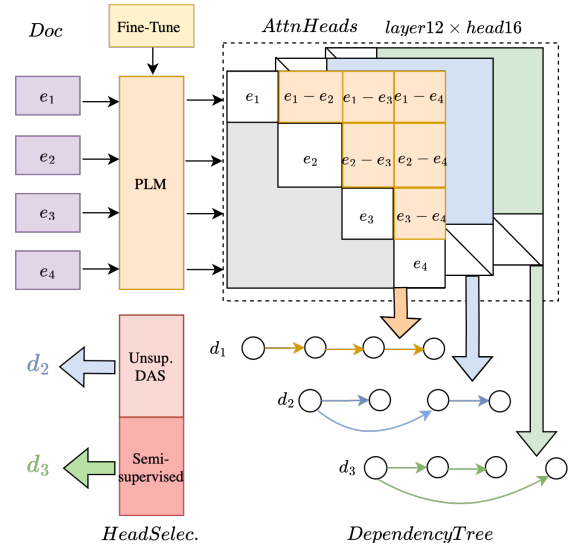 Doc
Fine-Tune
AttnHeads
layer12 × head16
e₁
e₂
e₃
e₄
PLM
e₁
e₁ − e₂
e₁ − e₃
e₁ − e₄
e₂
e₂ − e₃
e₂ − e₄
e₃
e₃ − e₄
e₄
d₁
d₂
d₃
d₂
Unsup.
DAS
d₃
Semi-
supervised
HeadSelec.
DependencyTree